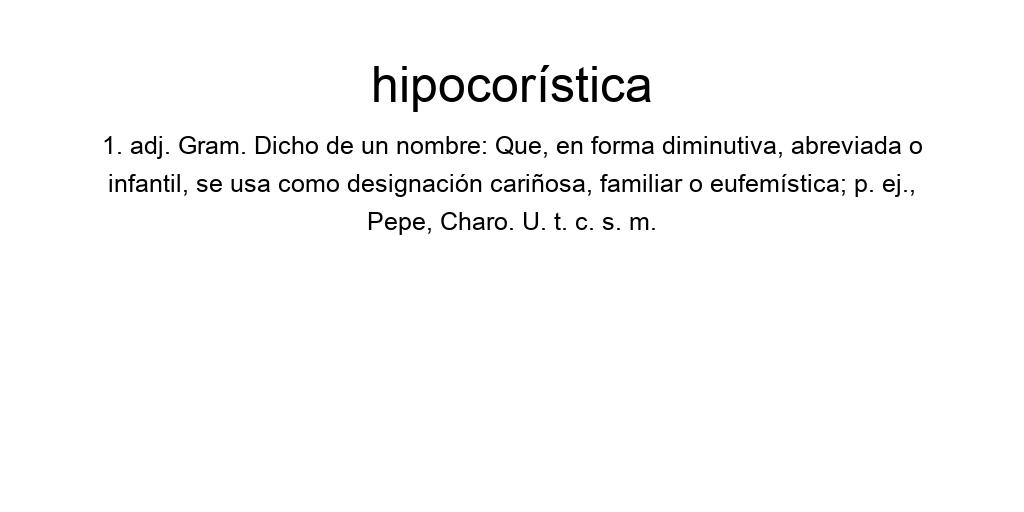 hipocorística
1. adj. Gram. Dicho de un nombre: Que, en forma diminutiva, abreviada o
infantil, se usa como designación cariñosa, familiar o eufemística; p. ej.,
Pepe, Charo. U. t. c. s. m.